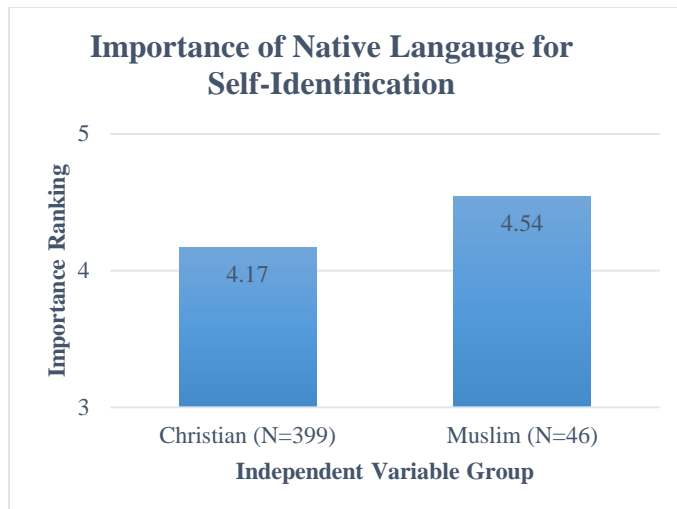 Importance of Native Langauge for
Self-Identification
5
4
3
Importance Ranking
4.17
4.54
Christian (N=399)
Muslim (N=46)
Independent Variable Group